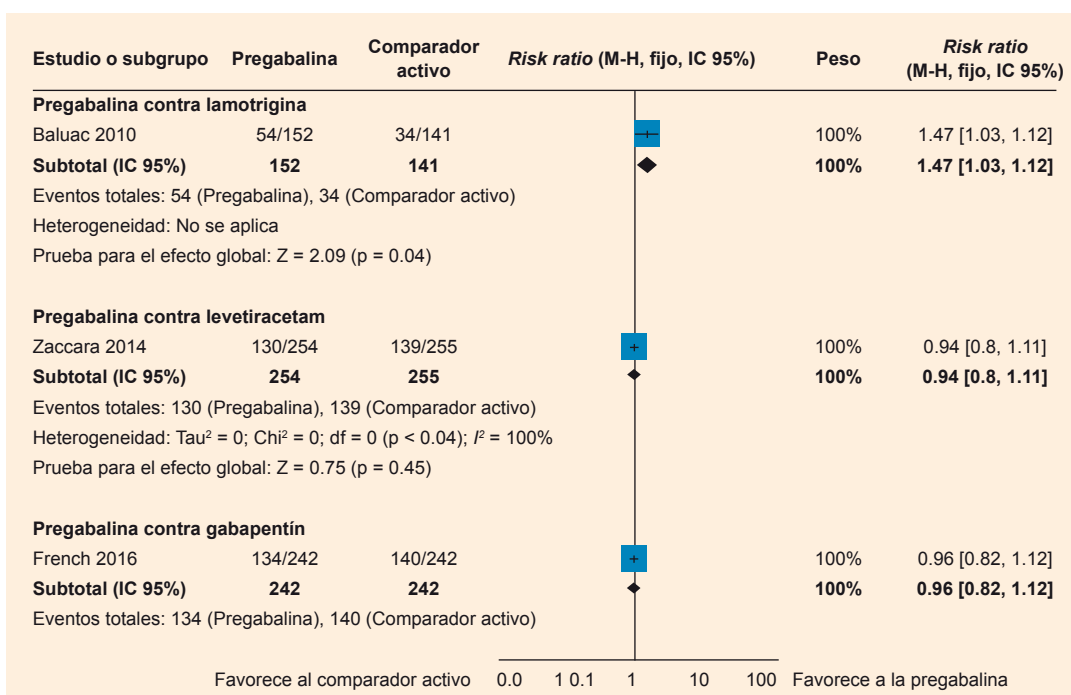 Estudio o subgrupo Pregabalina Comparador activo Risk ratio (M-H, fijo, IC 95%) Peso Risk ratio (M-H, fijo, IC 95%)
Pregabalina contra lamotrigina
Baluac 2010 54/152 34/141 100% 1.47 [1.03, 1.12]
Subtotal (IC 95%) 152 141 100% 1.47 [1.03, 1.12]
Eventos totales: 54 (Pregabalina), 34 (Comparador activo)
Heterogeneidad: No se aplica
Prueba para el efecto global: Z = 2.09 (p = 0.04)
Pregabalina contra levetiracetam
Zaccara 2014 130/254 139/255 100% 0.94 [0.8, 1.11]
Subtotal (IC 95%) 254 255 100% 0.94 [0.8, 1.11]
Eventos totales: 130 (Pregabalina), 139 (Comparador activo)
Heterogeneidad: Tau² = 0; Chi² = 0; df = 0 (p < 0.04); I² = 100%
Prueba para el efecto global: Z = 0.75 (p = 0.45)
Pregabalina contra gabapentín
French 2016 134/242 140/242 100% 0.96 [0.82, 1.12]
Subtotal (IC 95%) 242 242 100% 0.96 [0.82, 1.12]
Eventos totales: 134 (Pregabalina), 140 (Comparador activo)
Favorece al comparador activo 0.0 1 0.1 1 10 100 Favorece a la pregabalina